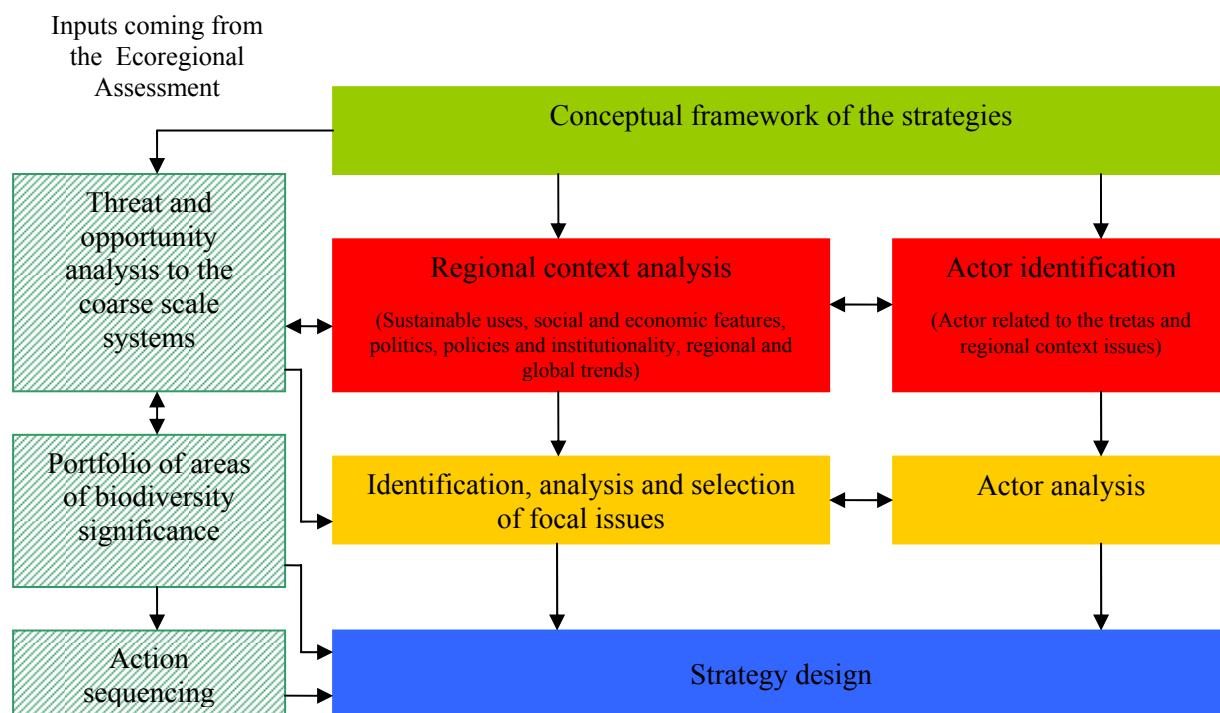 Inputs coming from
the Ecoregional
Assessment
Conceptual framework of the strategies
Threat and
opportunity
analysis to the
coarse scale
systems
Regional context analysis
(Sustainable uses, social and economic features,
politics, policies and institutionality, regional and
global trends)
Actor identification
(Actor related to the tretas and
regional context issues)
Portfolio of areas
of biodiversity
significance
Identification, analysis and selection
of focal issues
Actor analysis
Action
sequencing
Strategy design